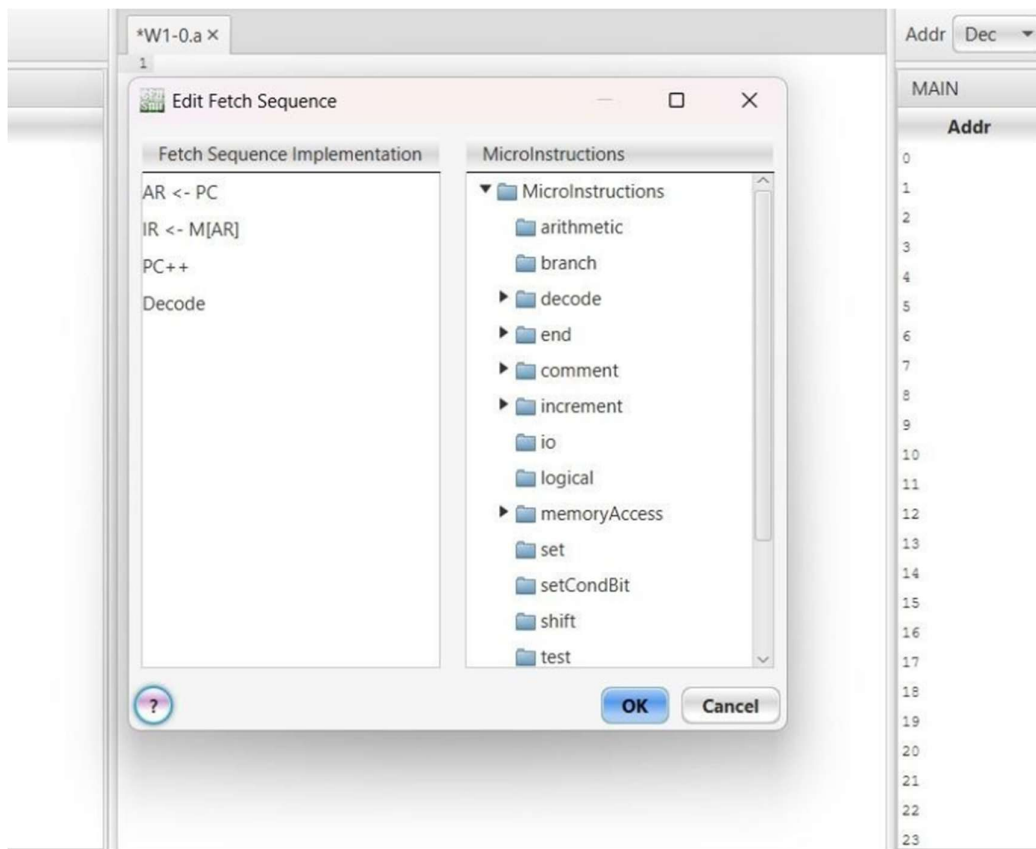 *W1-0.a ×
1
Edit Fetch Sequence
Fetch Sequence Implementation
AR <- PC
IR <- M[AR]
PC++
Decode
MicroInstructions
MicroInstructions
arithmetic
branch
decode
end
comment
increment
io
logical
memoryAccess
set
setCondBit
shift
test
?
OK
Cancel
Addr Dec
MAIN
Addr
0
1
2
3
4
5
6
7
8
9
10
11
12
13
14
15
16
17
18
19
20
21
22
23